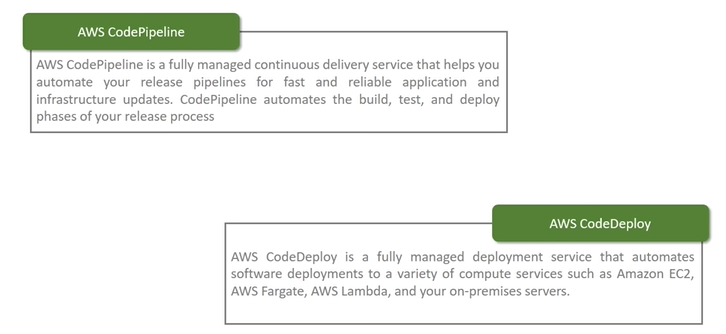 AWS CodePipeline
AWS CodePipeline is a fully managed continuous delivery service that helps you
automate your release pipelines for fast and reliable application and
infrastructure updates. CodePipeline automates the build, test, and deploy
phases of your release process
AWS CodeDeploy
AWS CodeDeploy is a fully managed deployment service that automates
software deployments to a variety of compute services such as Amazon EC2,
AWS Fargate, AWS Lambda, and your on-premises servers.